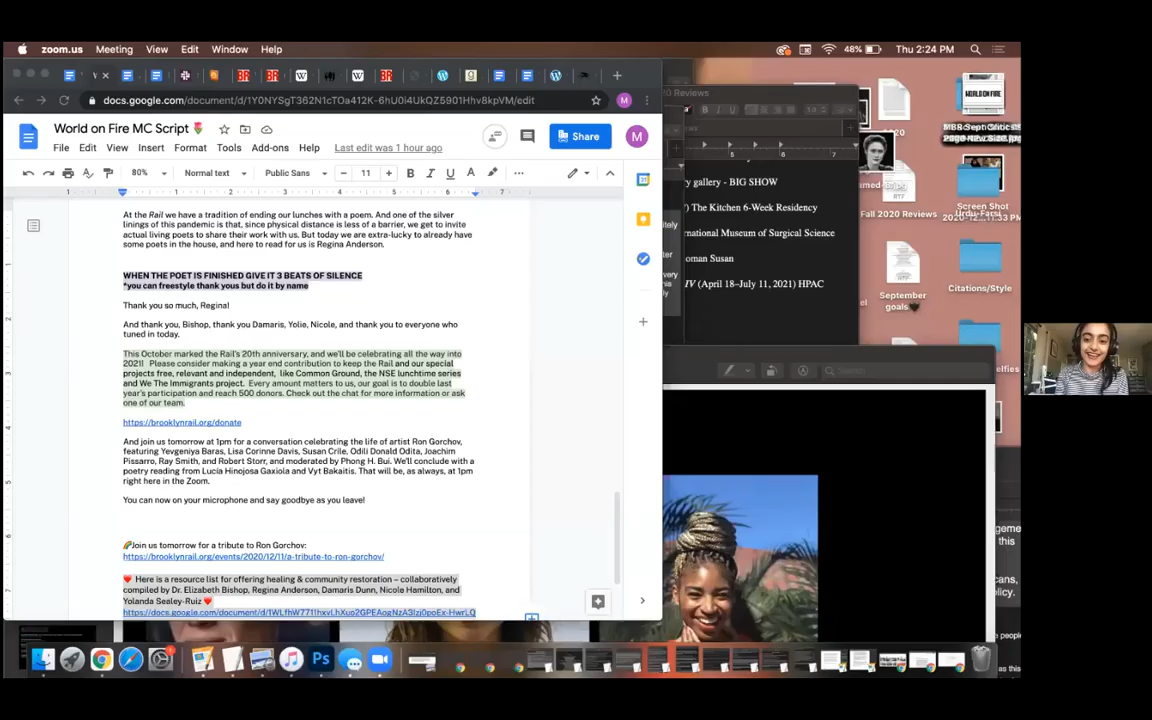 zoom.us Meeting View Edit Window Help
48% Thu 2:24 PM
docs.google.com/document/d/1Y0NYSgT362N1cTOa412K-6hU0i4UkQZ5901Hhv8kpVM/edit
World on Fire MC Script
Share
File Edit View Insert Format Tools Add-ons Help Last edit was 1 hour ago
80% Normal text Public Sans 11 B I U A
At the Rail we have a tradition of ending our lunches with a poem. And one of the silver
linings of this pandemic is that, since physical distance is less of a barrier, we get to invite
actual living poets to share their work with us. But today we are extra-lucky to already have
some poets in the house, and here to read for us is Regina Anderson.
WHEN THE POET IS FINISHED GIVE IT 3 BEATS OF SILENCE
*you can freestyle thank yous but do it by name
Thank you so much, Regina!
And thank you, Bishop, thank you Damaris, Yolie, Nicole, and thank you to everyone who
tuned in today.
This October marked the Rail's 20th anniversary, and we'll be celebrating all the way into
2021! Please consider making a year end contribution to keep the Rail and our special
projects free, relevant and independent, like Common Ground, the NSE lunchtime series
and We The Immigrants project. Every amount matters to us, our goal is to double last
year's participation and reach 500 donors. Check out the chat for more information or ask
one of our team.
https://brooklynrail.org/donate
And join us tomorrow at 1pm for a conversation celebrating the life of artist Ron Gorchov,
featuring Yevgeniya Baras, Lisa Corinne Davis, Susan Crile, Odili Donald Odita, Joachim
Pissarro, Ray Smith, and Robert Storr, and moderated by Phong H. Bui. We'll conclude with a
poetry reading from Lucia Hinojosa Gaxiola and Vyt Bakaitis. That will be, as always, at 1pm
right here in the Zoom.
You can now on your microphone and say goodbye as you leave!
Join us tomorrow for a tribute to Ron Gorchov:
https://brooklynrail.org/events/2020/12/11/a-tribute-to-ron-gorchov/
Here is a resource list for offering healing & community restoration – collaboratively
compiled by Dr. Elizabeth Bishop, Regina Anderson, Damaris Dunn, Nicole Hamilton, and
Yolanda Sealey-Ruiz
Reviews
ry gallery - BIG SHOW
The Kitchen 6-Week Residency
rnational Museum of Surgical Science
oman Susan
IV (April 18–July 11, 2021) HPAC
Search
WORLD ON FIRE
Fall 2020 Reviews
Screen Shot
September
goals
Citations/Style